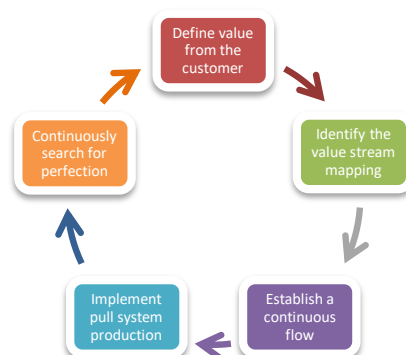 Define value
from the
customer
Identify the
value stream
mapping
Establish a
continuous
flow
Implement
pull system
production
Continuously
search for
perfection